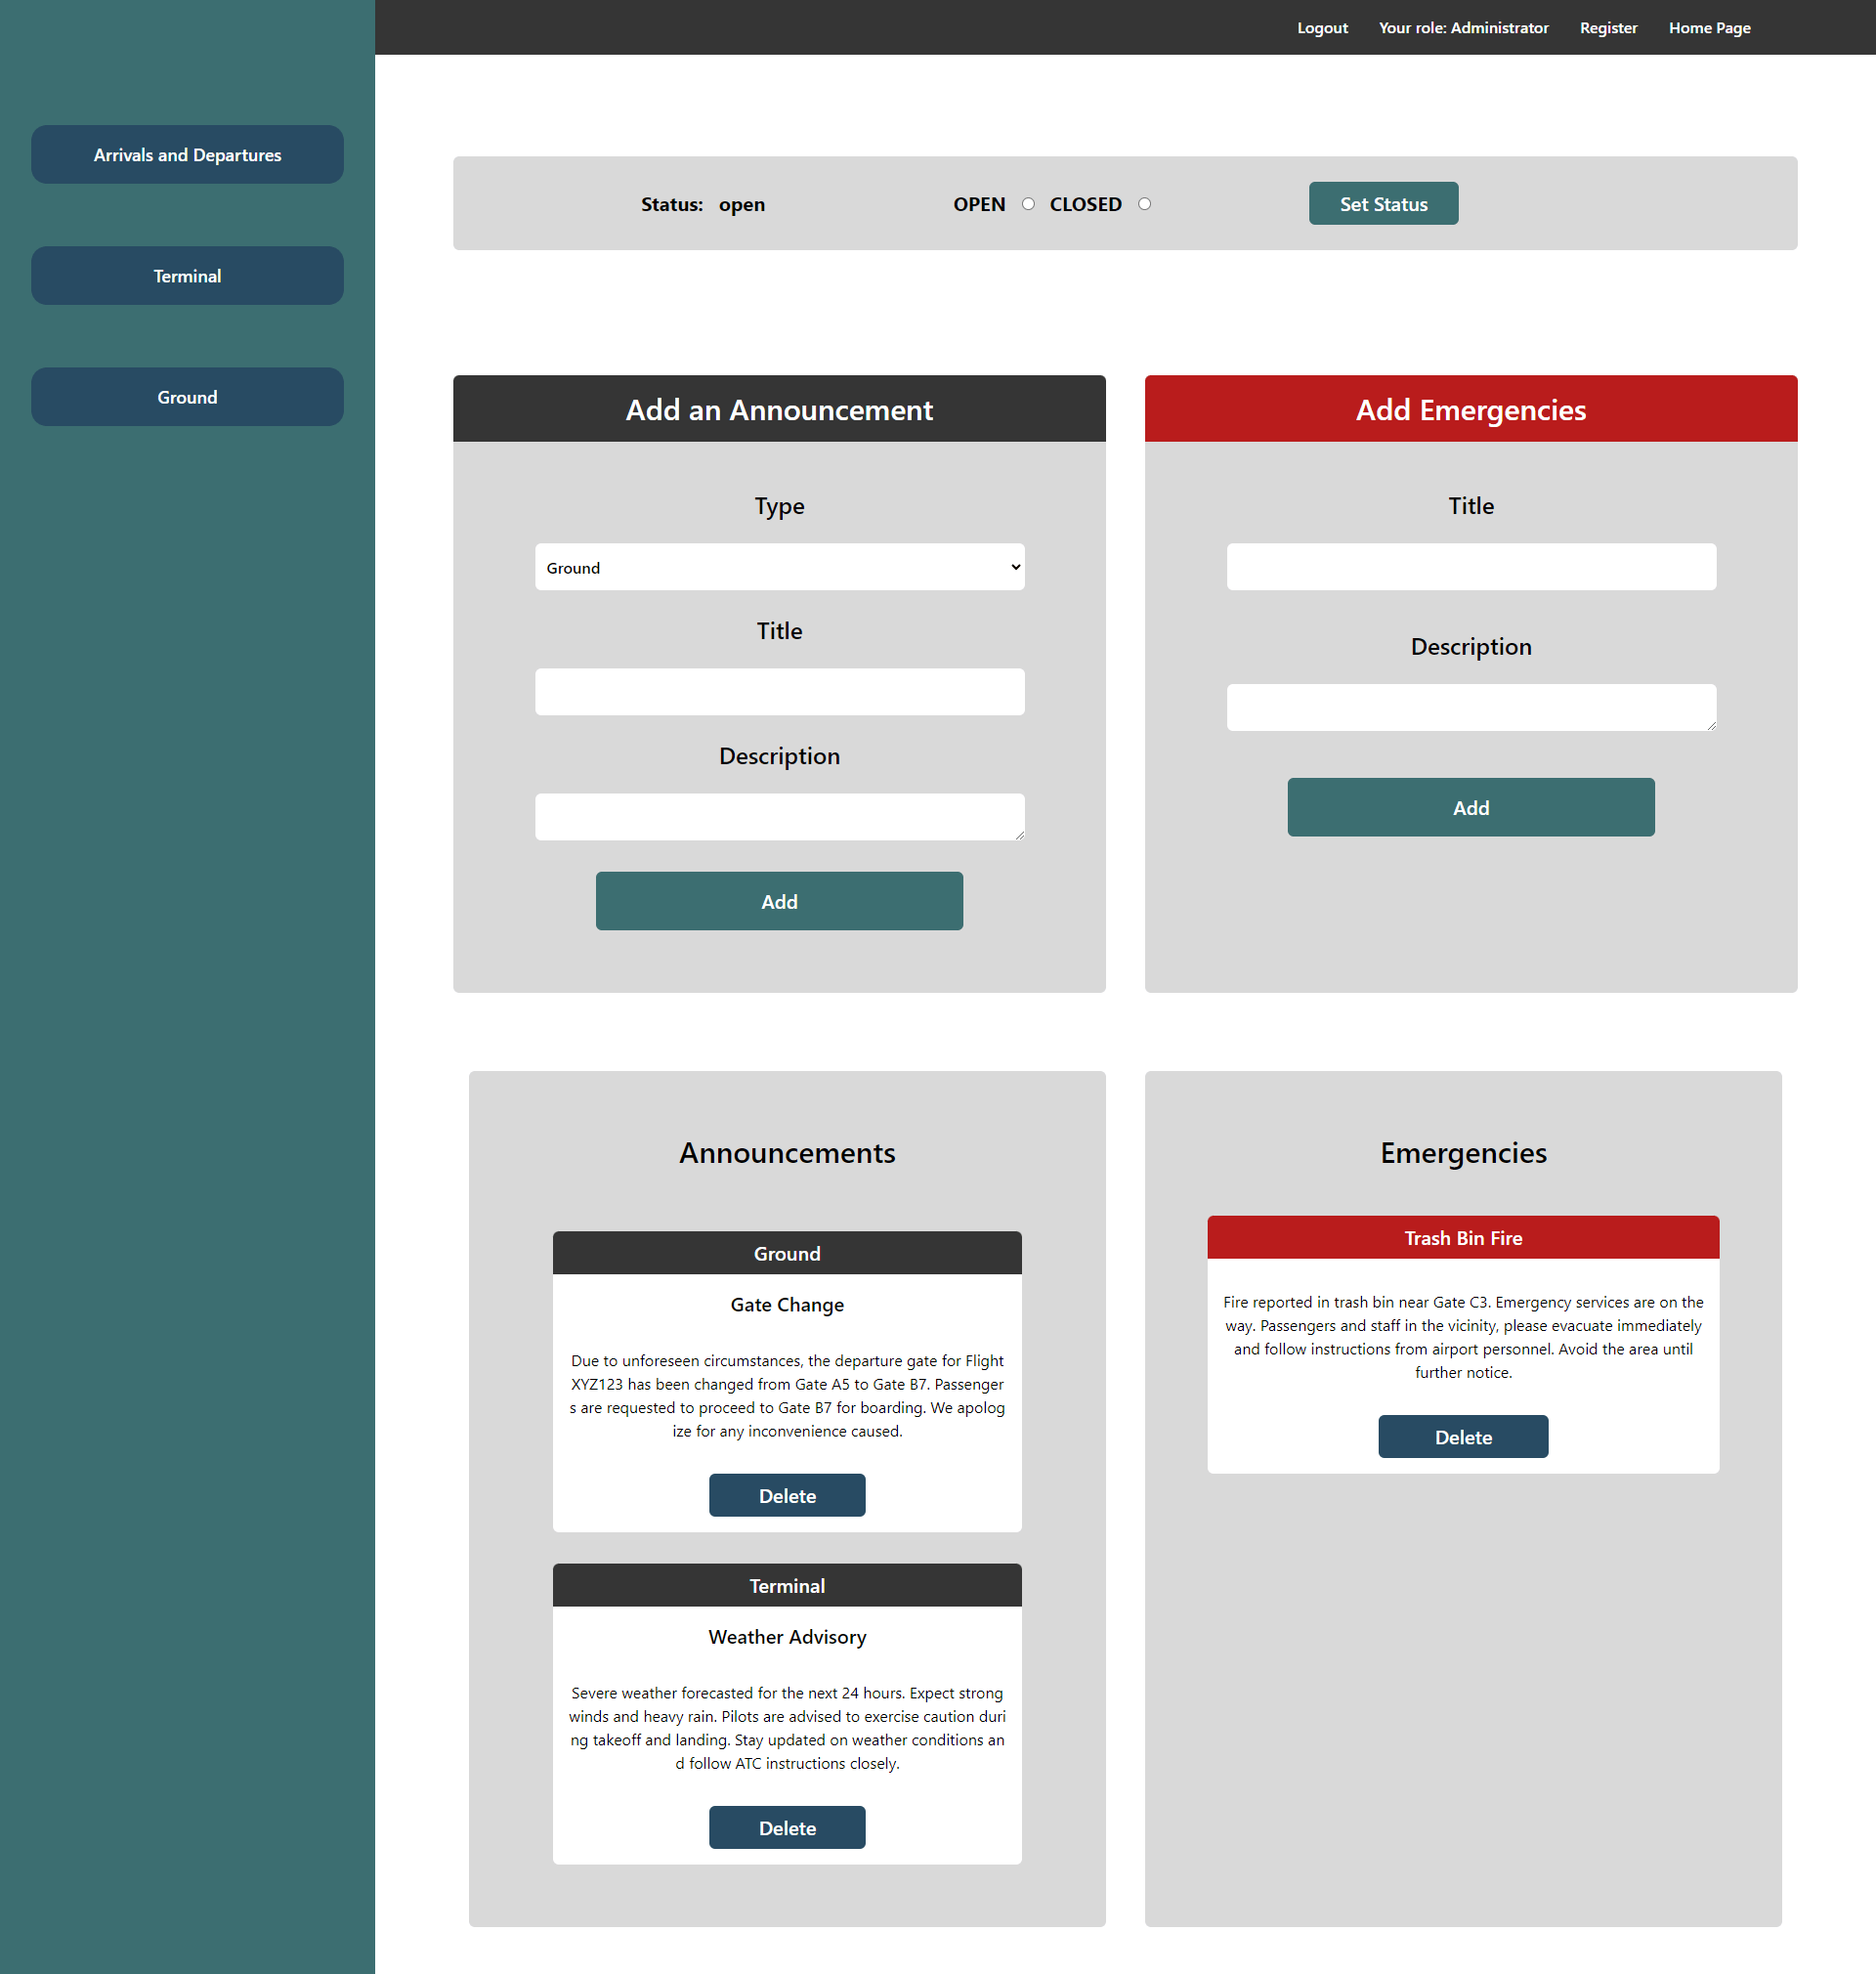 Logout Your role: Administrator Register Home Page
Arrivals and Departures
Terminal
Ground
Status: open OPEN CLOSED Set Status
Add an Announcement
Type
Ground
Title
Description
Add
Add Emergencies
Title
Description
Add
Announcements
Ground
Gate Change
Due to unforeseen circumstances, the departure gate for Flight
XYZ123 has been changed from Gate A5 to Gate B7. Passenger
s are requested to proceed to Gate B7 for boarding. We apolog
ize for any inconvenience caused.
Delete
Terminal
Weather Advisory
Severe weather forecasted for the next 24 hours. Expect strong
winds and heavy rain. Pilots are advised to exercise caution duri
ng takeoff and landing. Stay updated on weather conditions an
d follow ATC instructions closely.
Delete
Emergencies
Trash Bin Fire
Fire reported in trash bin near Gate C3. Emergency services are on the
way. Passengers and staff in the vicinity, please evacuate immediately
and follow instructions from airport personnel. Avoid the area until
further notice.
Delete